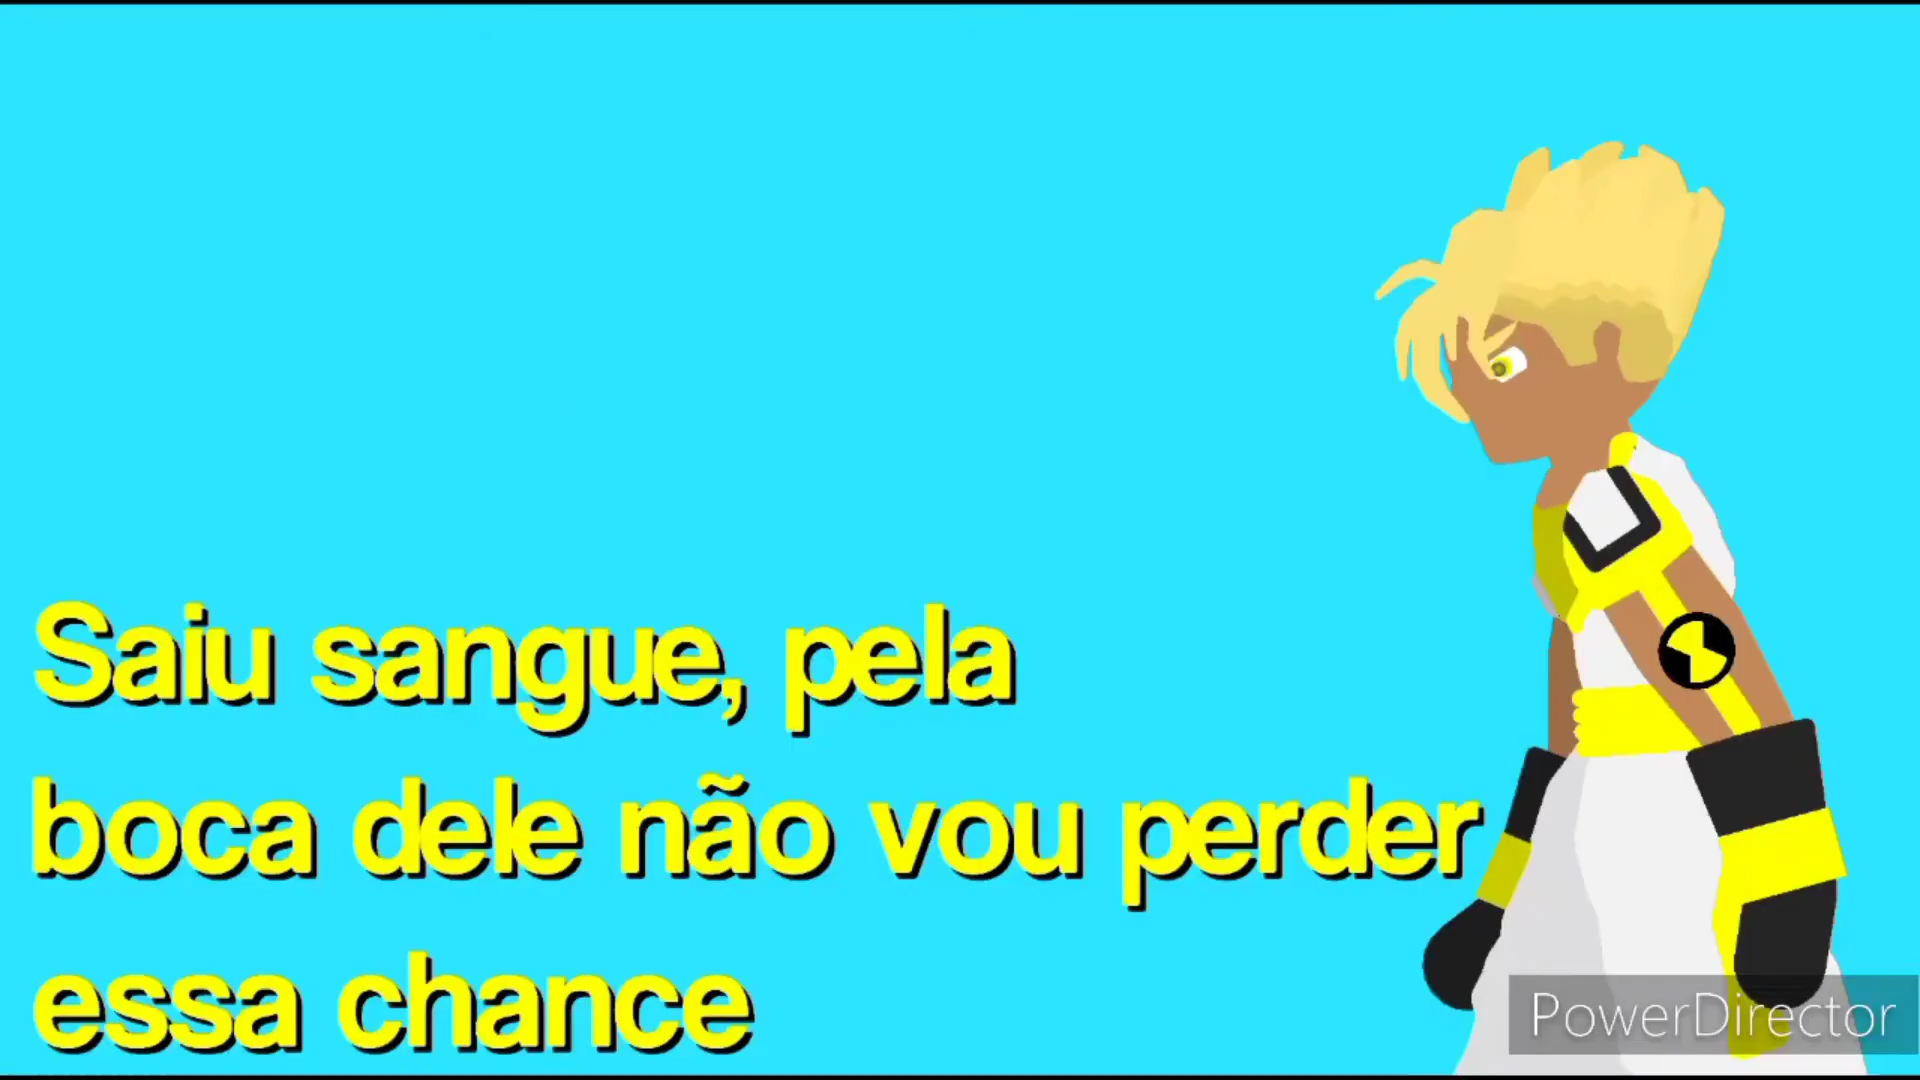 Saiu sangue, pela
boca dele não vou perder
essa chance
PowerDirector